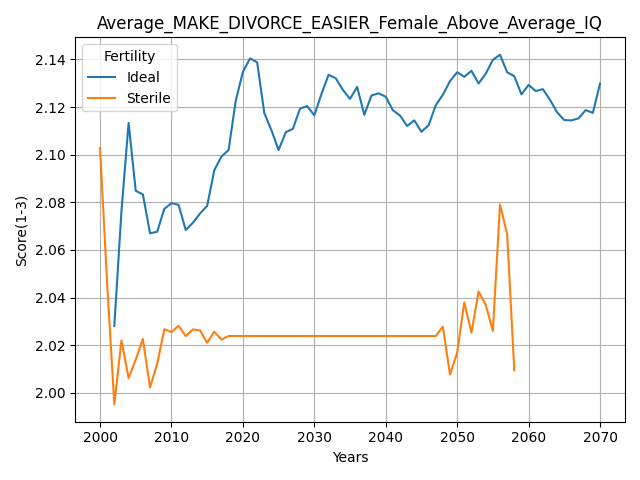 Average_MAKE_DIVORCE_EASIER_Female_Above_Average_IQ
Fertility
Ideal
Sterile
Score(1-3)
2.14
2.12
2.10
2.08
2.06
2.04
2.02
2.00
2000
2010
2020
2030
2040
2050
2060
2070
Years